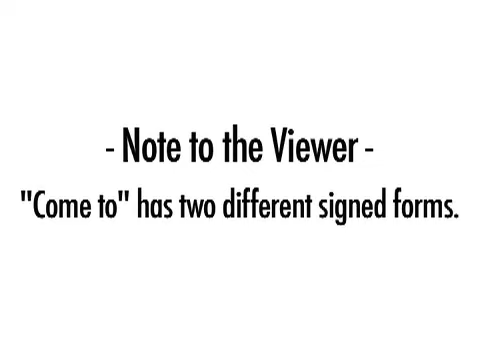 - Note to the Viewer -
"Come to" has two different signed forms.